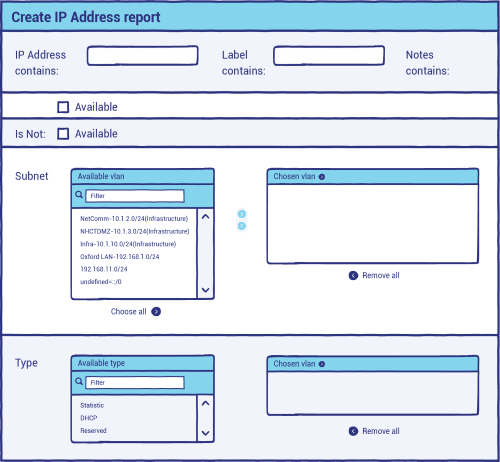 Create IP Address report
IP Address contains:
Label contains:
Notes contains:
Available
Is Not: Available
Subnet
Available vlan
Filter
NetComm-10.1.2.0/24(Infrastructure)
NHCTDMZ-10.1.3.0/24(Infrastructure)
Infra-10.1.10.0/24(Infrastructure)
Oxford LAN-192.168.1.0/24
192.168.11.0/24
undefined=::/0
Choose all
Chosen vlan
Remove all
Type
Available type
Filter
Statistic
DHCP
Reserved
Chosen vlan
Remove all